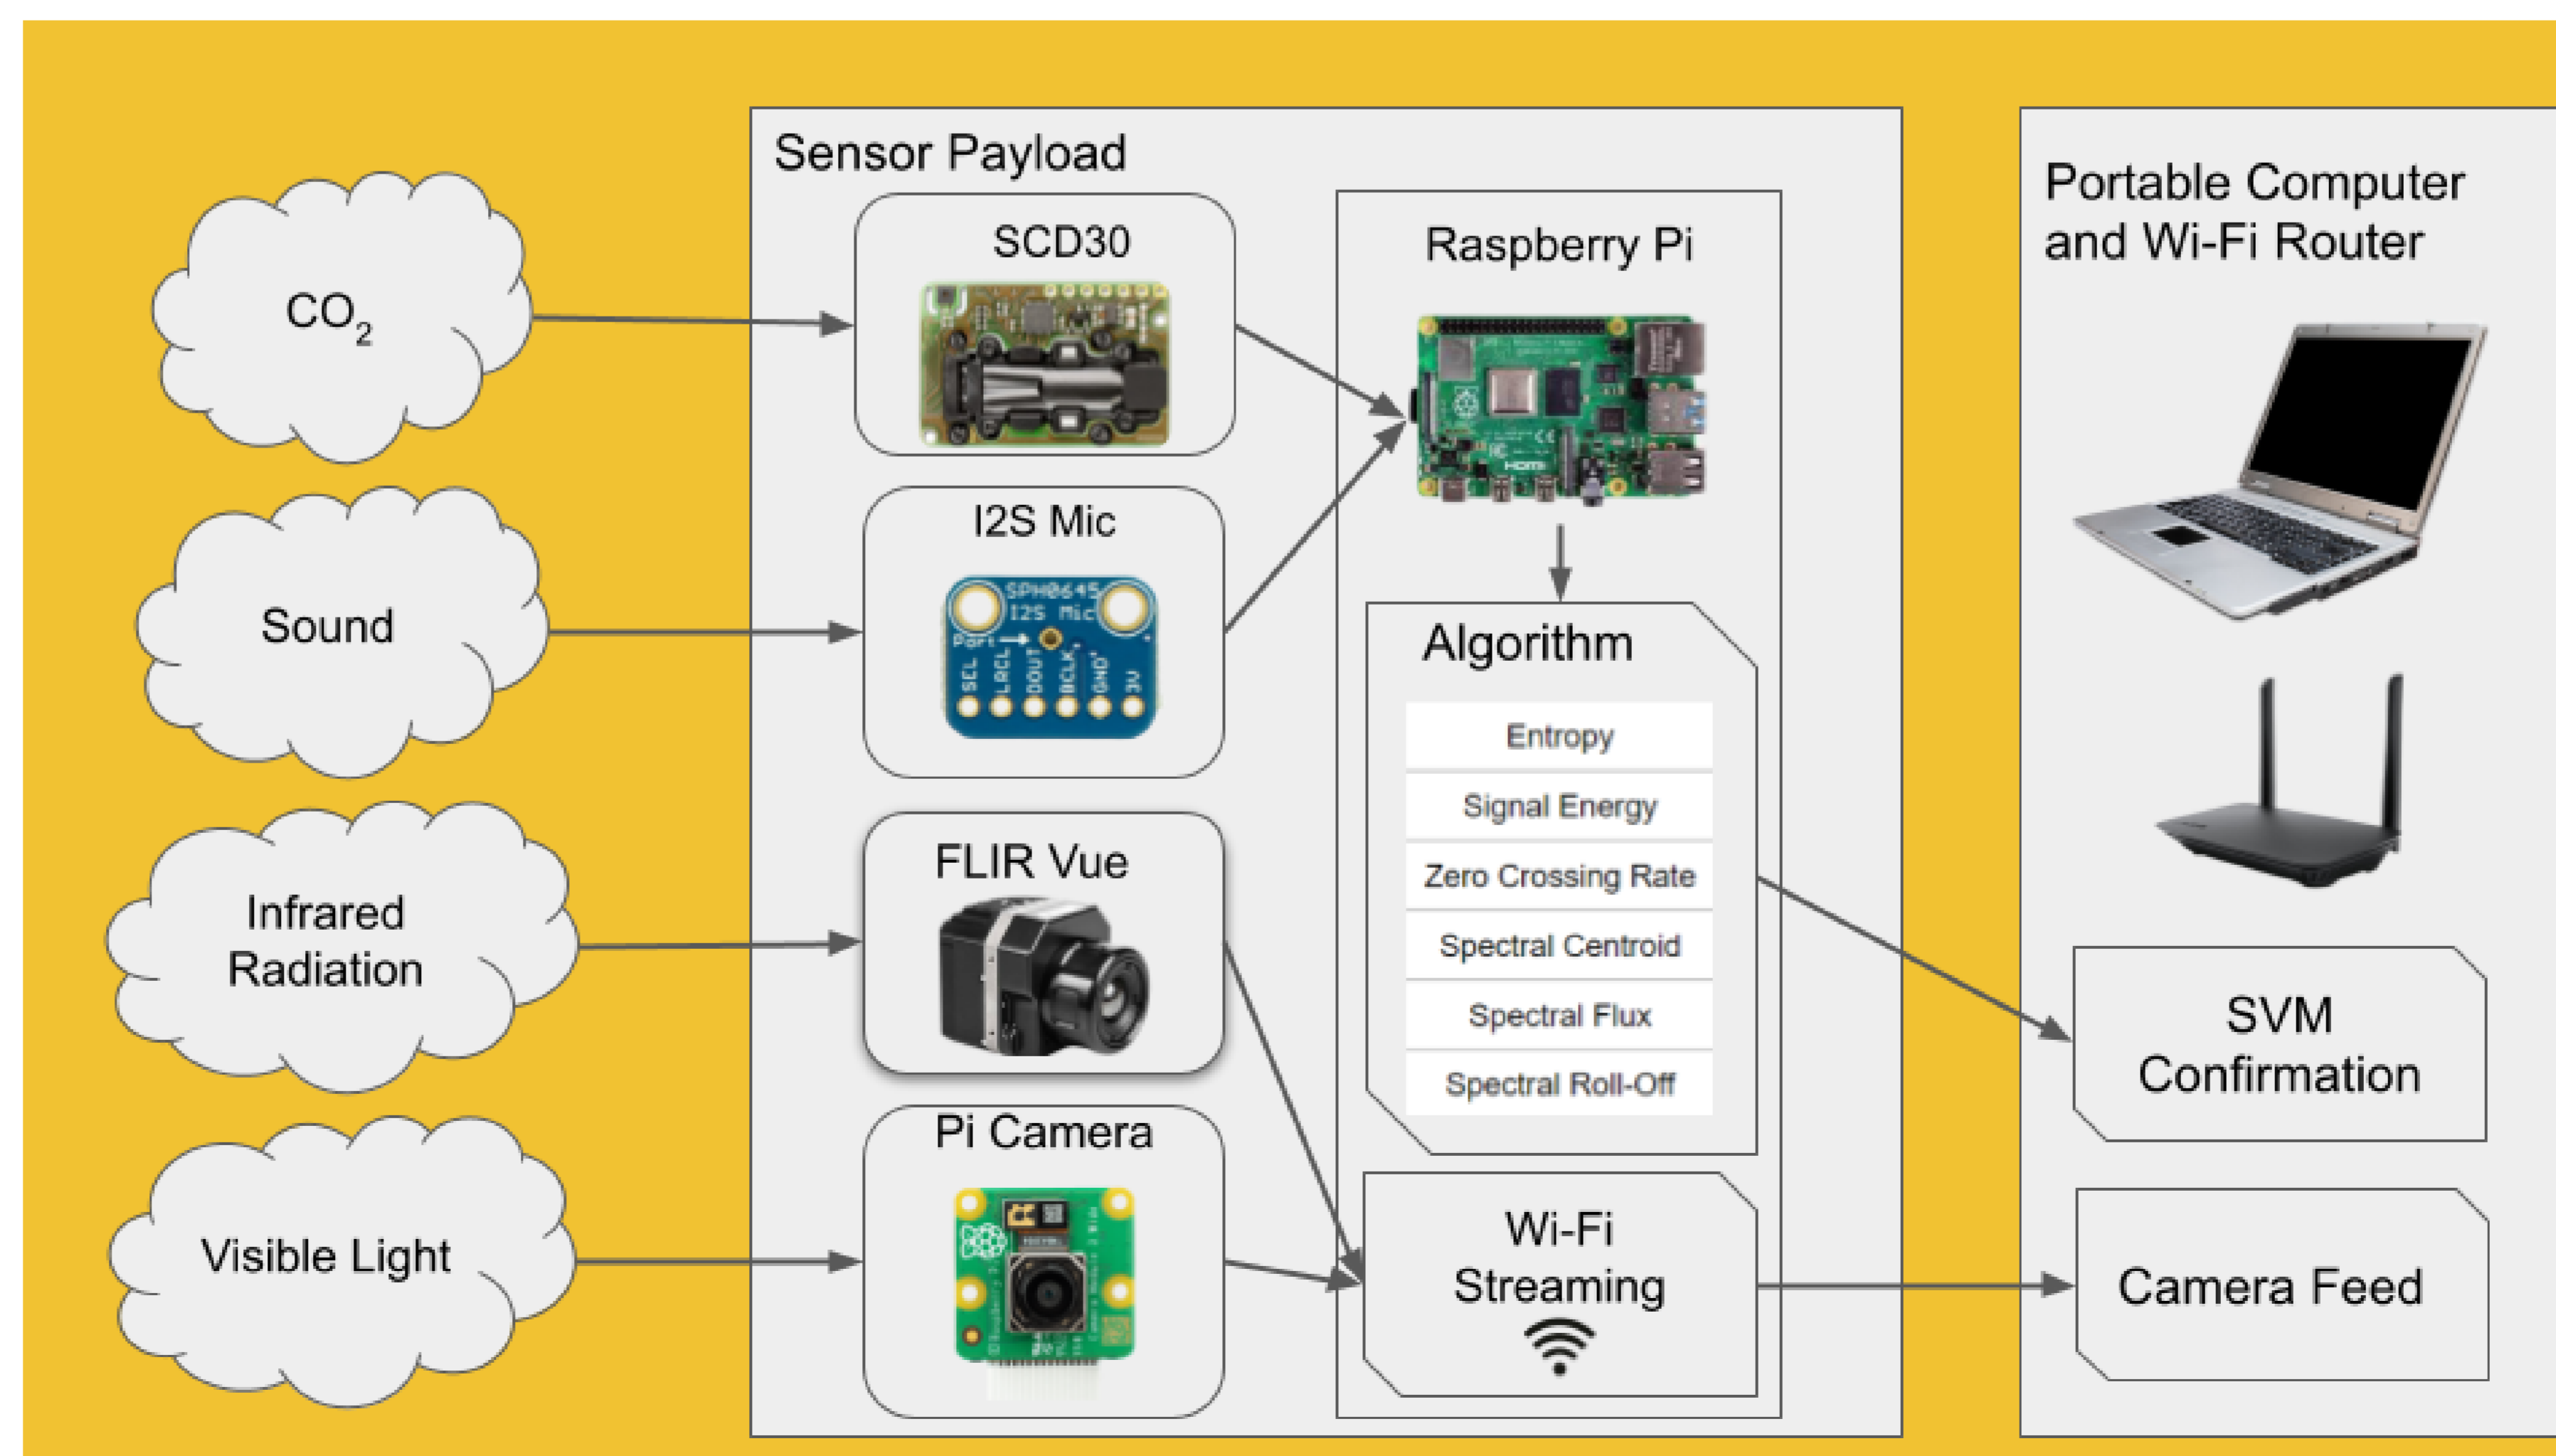 Sensor Payload
CO2
SCD30
Raspberry Pi
Portable Computer
and Wi-Fi Router
HDMI
Sound
I2S Mic
SPH0645
I2S Mic
Port
SEL
LRCL
DOUT
BCLK
GND
3V
Algorithm
Entropy
Signal Energy
Zero Crossing Rate
Spectral Centroid
Spectral Flux
Spectral Roll-Off
Infrared
Radiation
FLIR Vue
SVM
Confirmation
Visible Light
Pi Camera
Wi-Fi
Streaming
Camera Feed